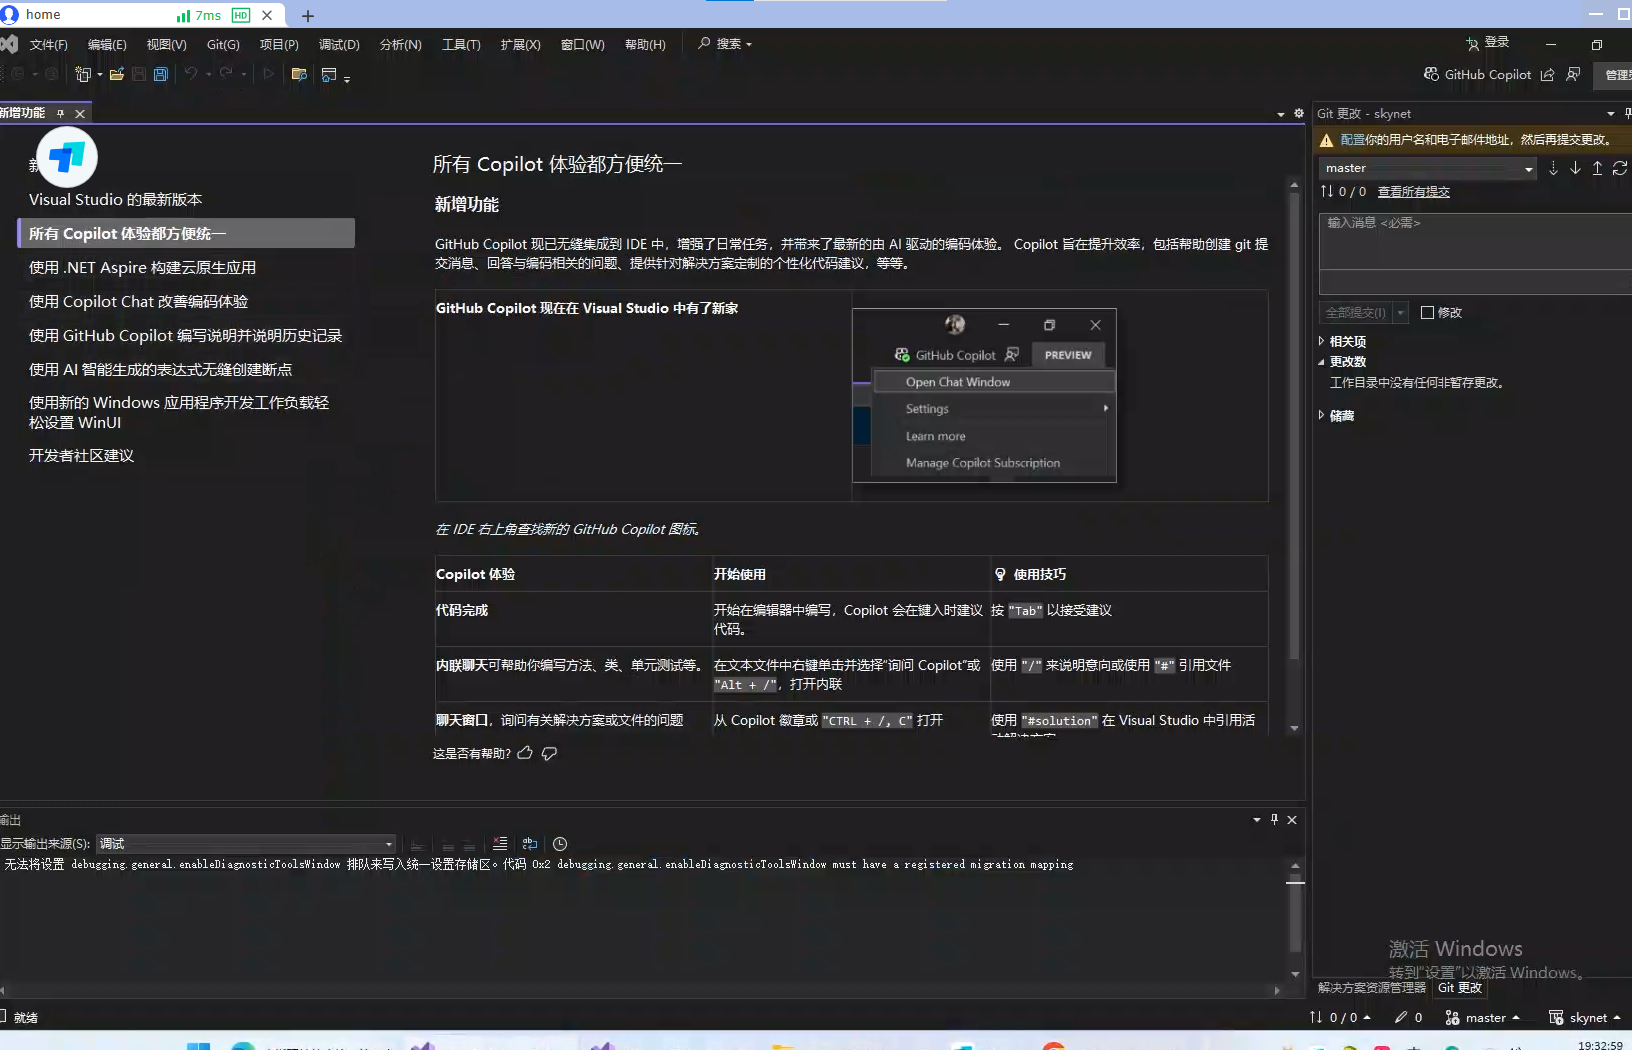 home
7ms
HD
文件(F) 编辑(E) 视图(V) Git(G) 项目(P) 调试(D) 分析(N) 工具(T) 扩展(X) 窗口(W) 帮助(H) 搜索 登录
GitHub Copilot
新增功能
Visual Studio 的最新版本
所有 Copilot 体验都方便统一
使用 .NET Aspire 构建云原生应用
使用 Copilot Chat 改善编码体验
使用 GitHub Copilot 编写说明并说明历史记录
使用 AI 智能生成的表达式无缝创建断点
使用新的 Windows 应用程序开发工作负载轻
松设置 WinUI
开发者社区建议
所有 Copilot 体验都方便统一
新增功能
GitHub Copilot 现已无缝集成到 IDE 中，增强了日常任务，并带来了最新的由 AI 驱动的编码体验。 Copilot 旨在提升效率，包括帮助创建 git 提
交消息、回答与编码相关的问题、提供针对解决方案定制的个性化代码建议，等等。
GitHub Copilot 现在在 Visual Studio 中有了新家
GitHub Copilot
PREVIEW
Open Chat Window
Settings
Learn more
Manage Copilot Subscription
在 IDE 右上角查找新的 GitHub Copilot 图标。
Copilot 体验 开始使用 使用技巧
代码完成
开始在编辑器中编写，Copilot 会在键入时建议
代码。
按 "Tab" 以接受建议
内联聊天可帮助你编写方法、类、单元测试等。
在文本文件中右键单击并选择“询问 Copilot”或
"Alt + /"，打开内联
使用 "/" 来说明意向或使用 "#" 引用文件
聊天窗口，询问有关解决方案或文件的问题
从 Copilot 徽章或 "CTRL + /, C" 打开
使用 "#solution" 在 Visual Studio 中引用活
这是否有帮助?
Git 更改 - skynet
配置你的用户名和电子邮件地址，然后再提交更改。
master
0 / 0 查看所有提交
输入消息 <必需>
全部提交(I) 修改
相关项
更改数
工作目录中没有任何非暂存更改。
储藏
输出
显示输出来源(S): 调试
无法将设置 debugging.general.enableDiagnosticToolsWindow 排队来写入统一设置存储区。代码 0x2 debugging.general.enableDiagnosticToolsWindow must have a registered migration mapping
激活 Windows
转到“设置”以激活 Windows。
解决方案资源管理器 Git 更改
就绪
0 / 0 0 master skynet
19:32:59